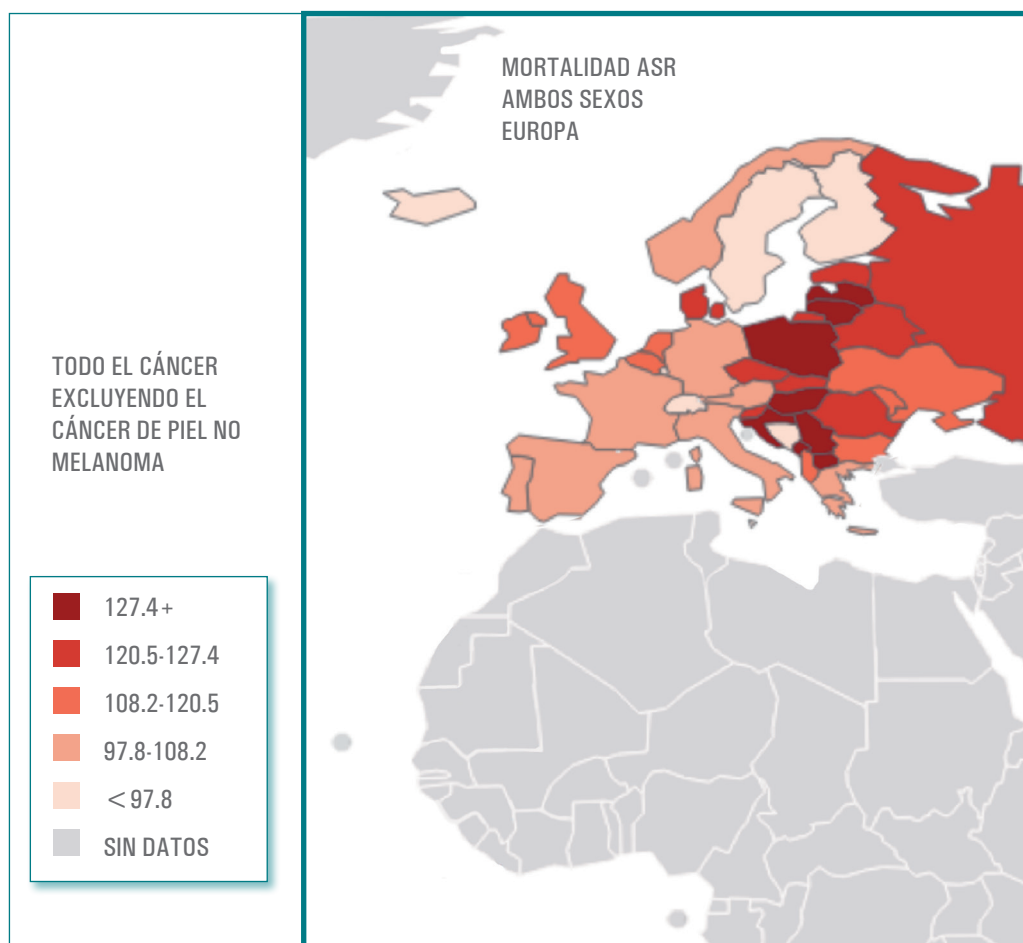 MORTALIDAD ASR
AMBOS SEXOS
EUROPA
TODO EL CÁNCER
EXCLUYENDO EL
CÁNCER DE PIEL NO
MELANOMA
127.4+
120.5-127.4
108.2-120.5
97.8-108.2
<97.8
SIN DATOS